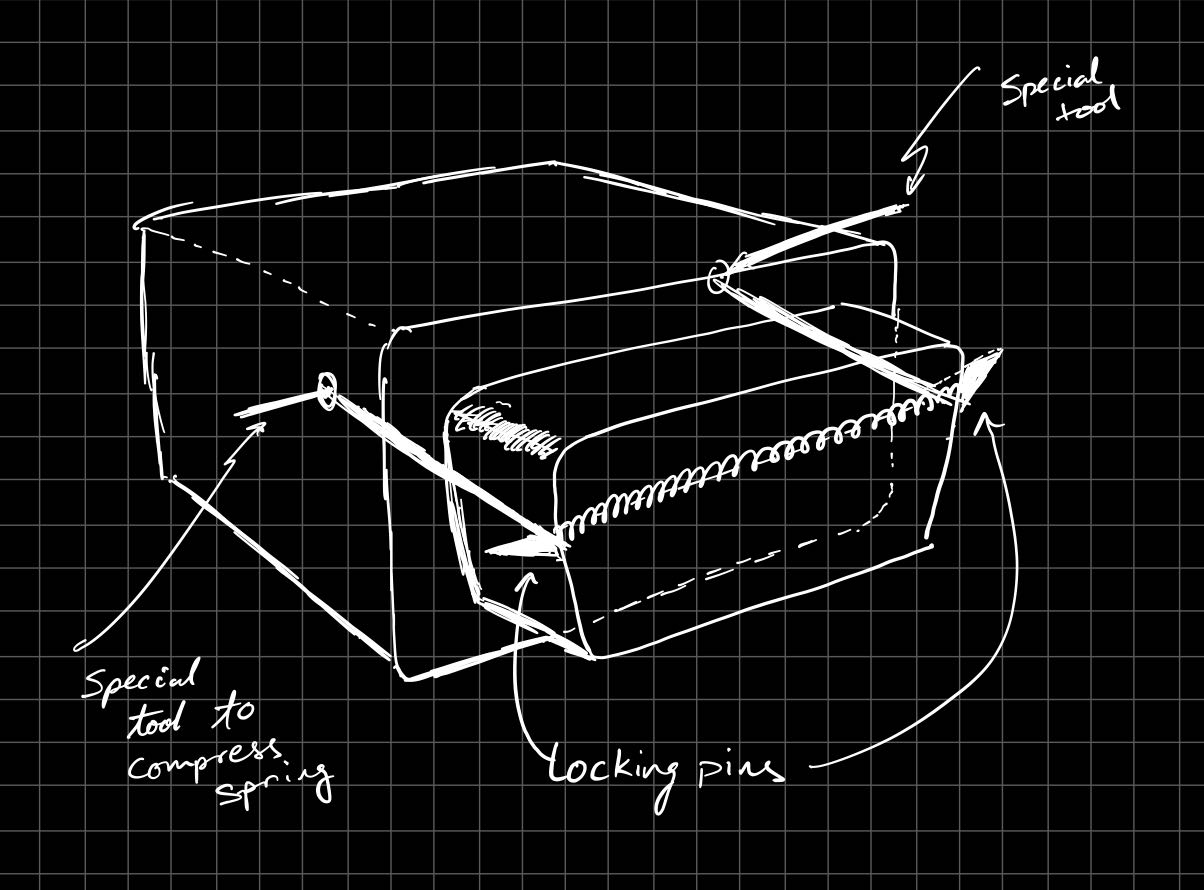 Special
tool
Special
tool to
compress
spring
Locking pins